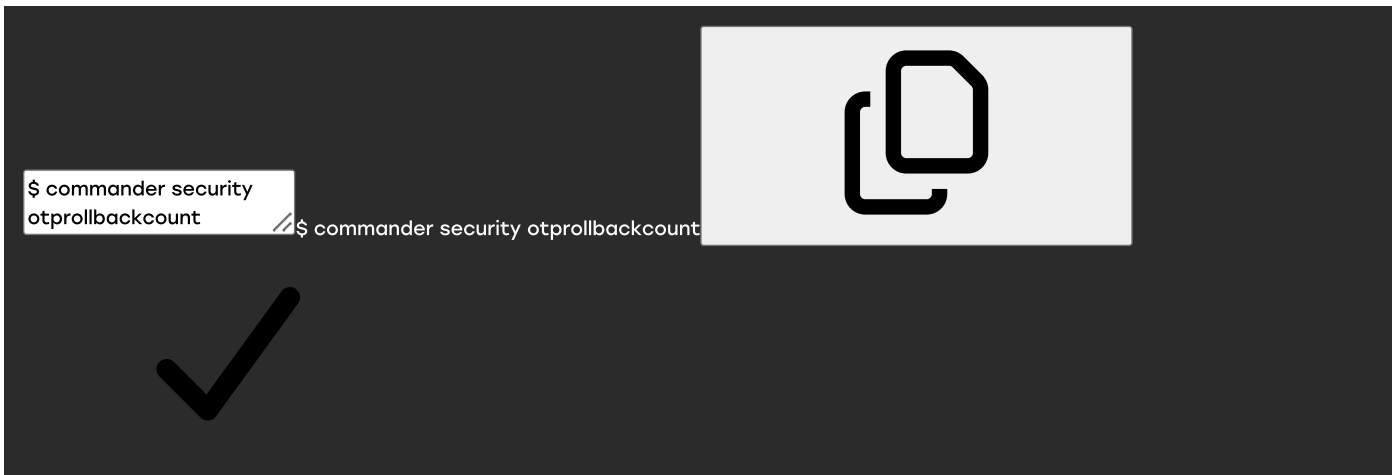 $ commander security
otprollbackcount
$ commander security otprollbackcount